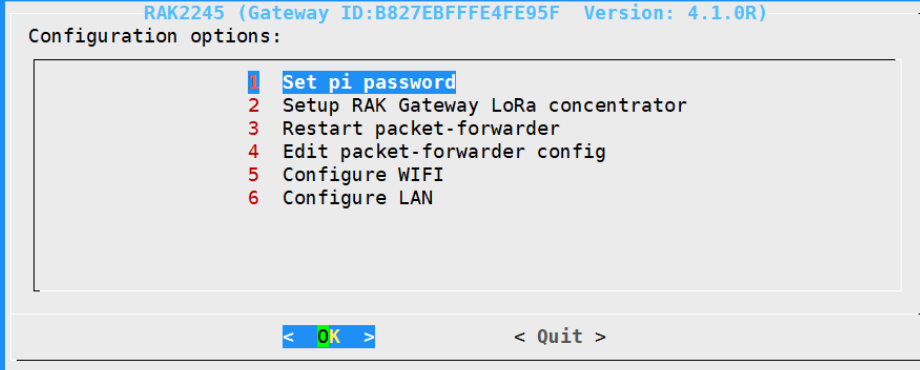 RAK2245 (Gateway ID:B827EBFFFE4FE95F Version: 4.1.0R)
Configuration options:
1 Set pi password
2 Setup RAK Gateway LoRa concentrator
3 Restart packet-forwarder
4 Edit packet-forwarder config
5 Configure WIFI
6 Configure LAN
< OK > < Quit >